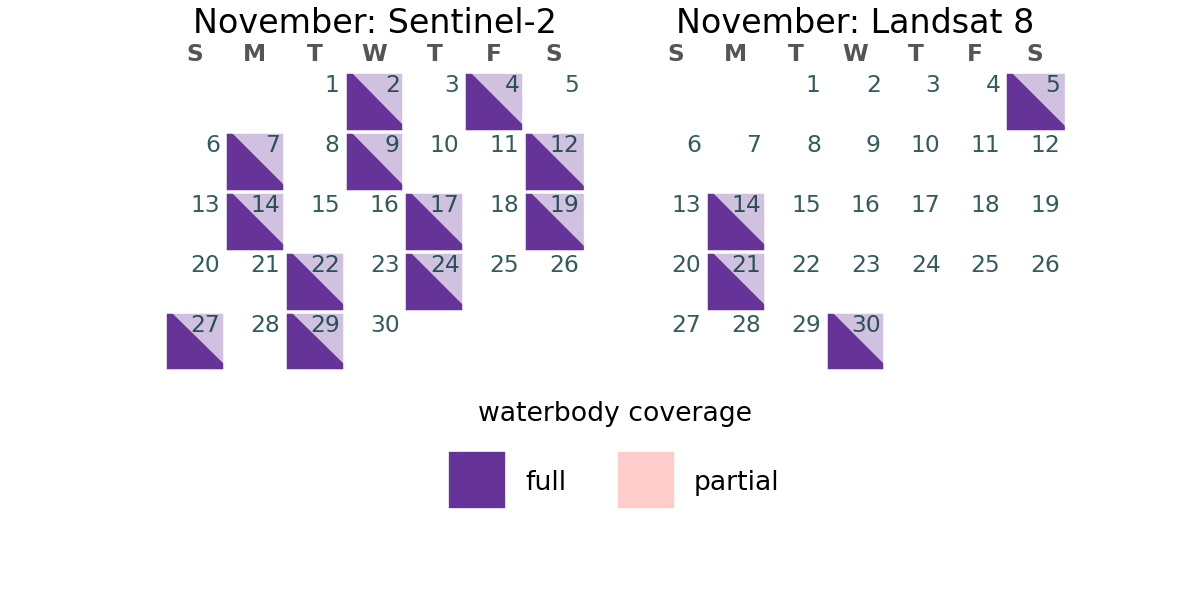 November: Sentinel-2
S M T W T F S
1 2 3 4 5
6 7 8 9 10 11 12
13 14 15 16 17 18 19
20 21 22 23 24 25 26
27 28 29 30
November: Landsat 8
S M T W T F S
1 2 3 4 5
6 7 8 9 10 11 12
13 14 15 16 17 18 19
20 21 22 23 24 25 26
27 28 29 30
waterbody coverage
full partial